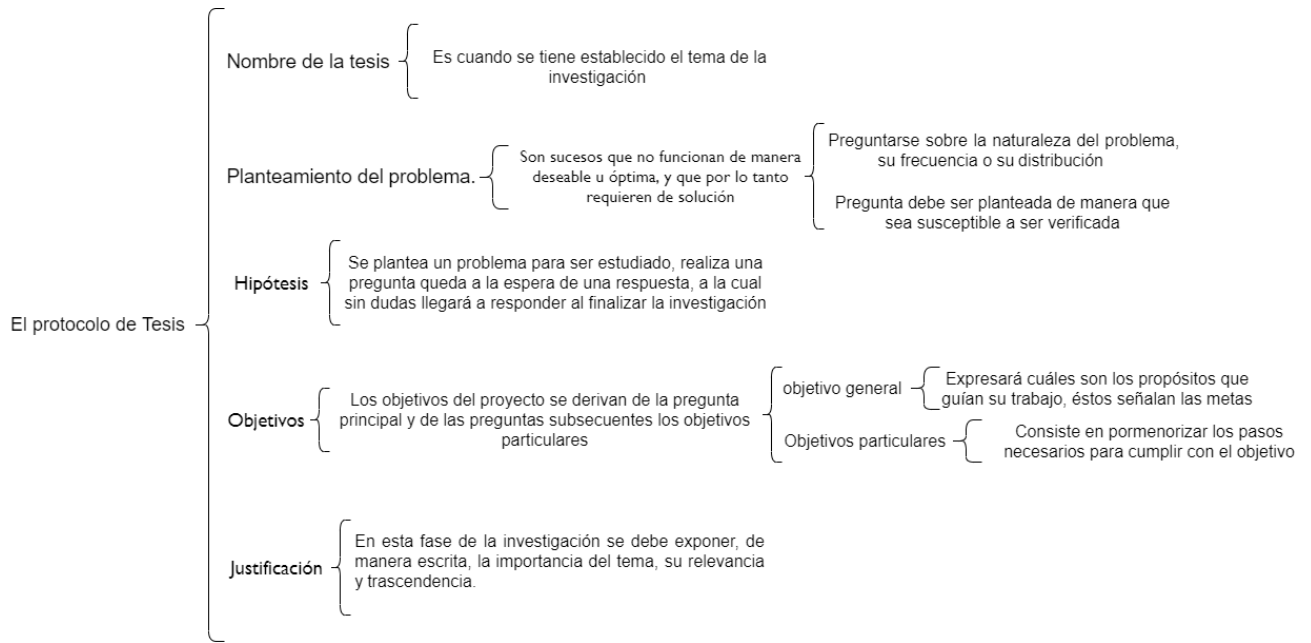 Nombre de la tesis
Es cuando se tiene establecido el tema de la
investigación
Planteamiento del problema.
Son sucesos que no funcionan de manera
deseable u óptima, y que por lo tanto
requieren de solución
Preguntarse sobre la naturaleza del problema,
su frecuencia o su distribución
Pregunta debe ser planteada de manera que
sea susceptible a ser verificada
Hipótesis
Se plantea un problema para ser estudiado, realiza una
pregunta queda a la espera de una respuesta, a la cual
sin dudas llegará a responder al finalizar la investigación
El protocolo de Tesis
Objetivos
Los objetivos del proyecto se derivan de la pregunta
principal y de las preguntas subsecuentes los objetivos
particulares
objetivo general
Expresará cuáles son los propósitos que
guían su trabajo, éstos señalan las metas
Objetivos particulares
Consiste en pormenorizar los pasos
necesarios para cumplir con el objetivo
Justificación
En esta fase de la investigación se debe exponer, de
manera escrita, la importancia del tema, su relevancia
y trascendencia.